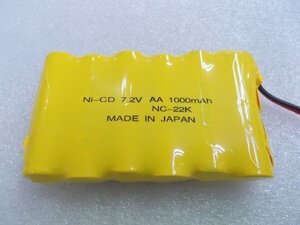 Ni-CD 7.2V AA 1000mAh
NC-22K
MADE IN JAPAN